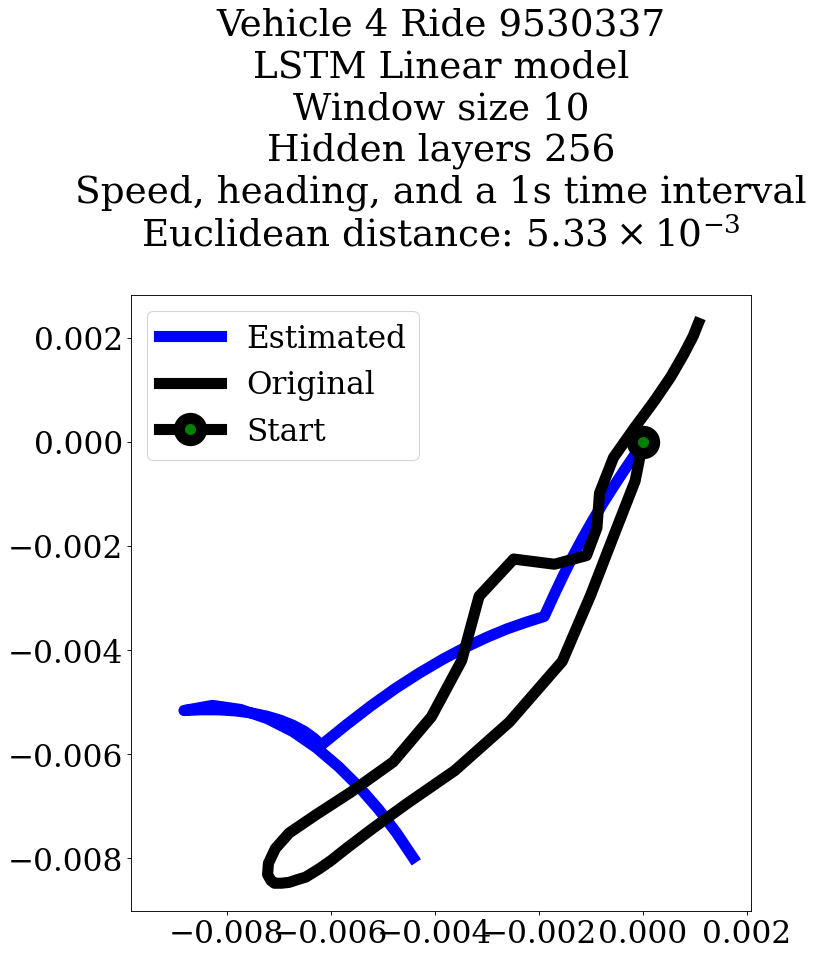 Vehicle 4 Ride 9530337
LSTM Linear model
Window size 10
Hidden layers 256
Speed, heading, and a 1s time interval
Euclidean distance: 5.33 × 10⁻³
Estimated
Original
Start
0.002
0.000
−0.002
−0.004
−0.006
−0.008
−0.008 −0.006 −0.004 −0.002 0.000 0.002